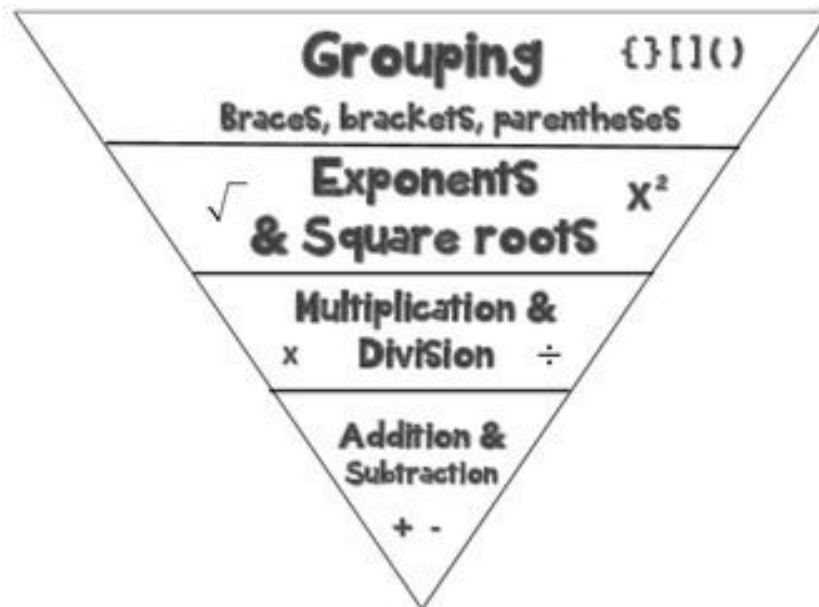 Grouping {}[]()
Braces, brackets, parentheses
√ Exponents x²
& Square roots
Multiplication &
x Division ÷
Addition &
Subtraction
+ -